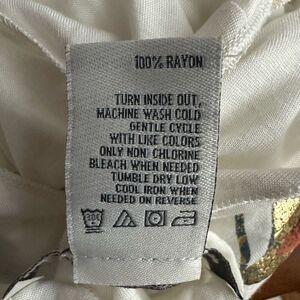 100% RAYON
TURN INSIDE OUT,
MACHINE WASH COLD
GENTLE CYCLE
WITH LIKE COLORS
ONLY NON CHLORINE
BLEACH WHEN NEEDED
TUMBLE DRY LOW
COOL IRON WHEN
NEEDED ON REVERSE